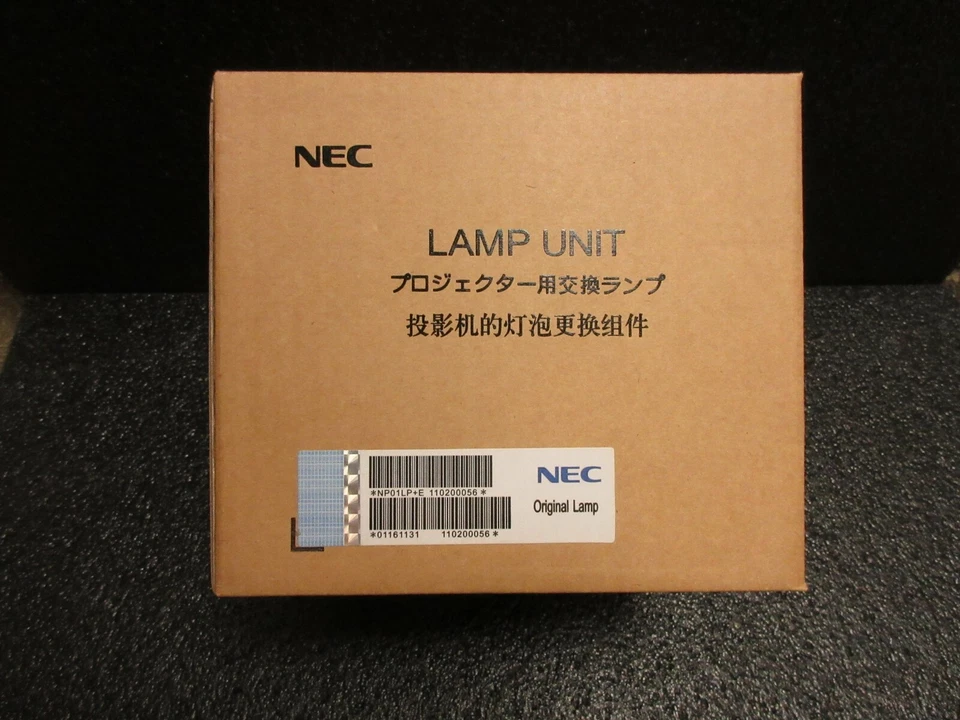 NEC
LAMP UNIT
プロジェクター用交換ランプ
投影机的灯泡更换组件
NEC
*NP01LP+E 110200056*
Original Lamp
*01161131 110200056*